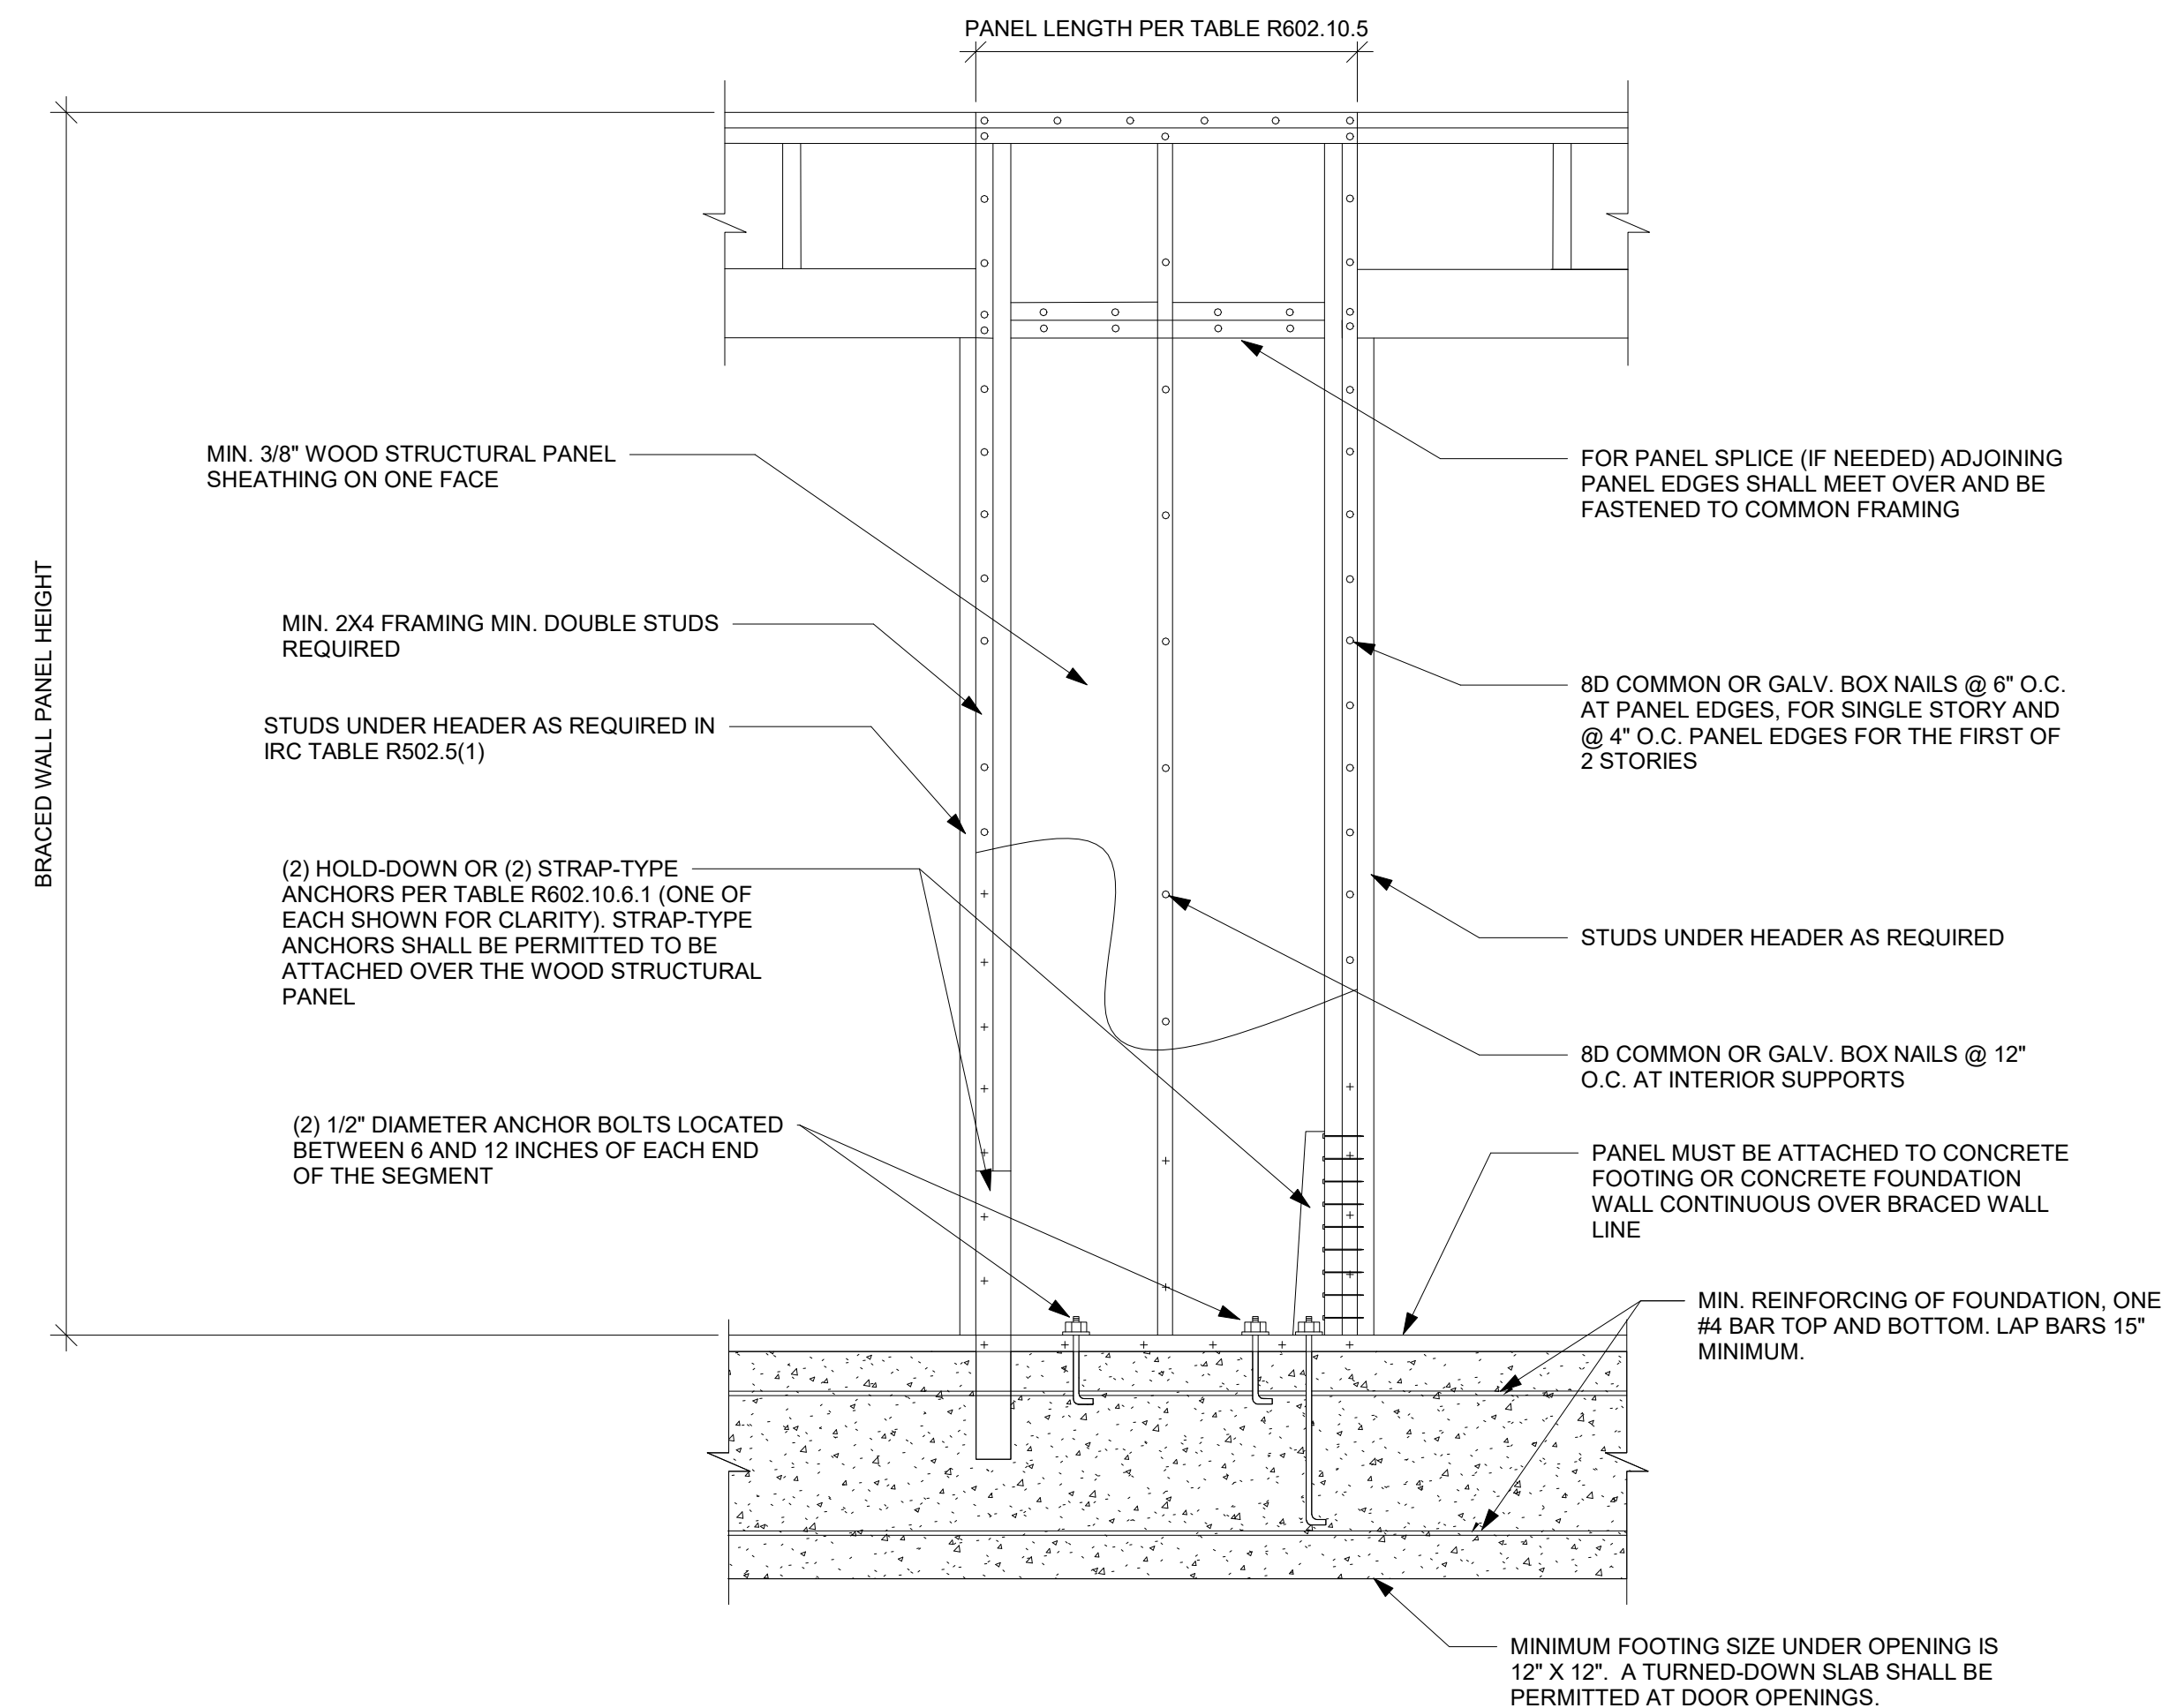 PANEL LENGTH PER TABLE R602.10.5
BRACED WALL PANEL HEIGHT
MIN. 3/8" WOOD STRUCTURAL PANEL
SHEATHING ON ONE FACE
MIN. 2X4 FRAMING MIN. DOUBLE STUDS
REQUIRED
STUDS UNDER HEADER AS REQUIRED IN
IRC TABLE R502.5(1)
(2) HOLD-DOWN OR (2) STRAP-TYPE
ANCHORS PER TABLE R602.10.6.1 (ONE OF
EACH SHOWN FOR CLARITY). STRAP-TYPE
ANCHORS SHALL BE PERMITTED TO BE
ATTACHED OVER THE WOOD STRUCTURAL
PANEL
(2) 1/2" DIAMETER ANCHOR BOLTS LOCATED
BETWEEN 6 AND 12 INCHES OF EACH END
OF THE SEGMENT
FOR PANEL SPLICE (IF NEEDED) ADJOINING
PANEL EDGES SHALL MEET OVER AND BE
FASTENED TO COMMON FRAMING
8D COMMON OR GALV. BOX NAILS @ 6" O.C.
AT PANEL EDGES, FOR SINGLE STORY AND
@ 4" O.C. PANEL EDGES FOR THE FIRST OF
2 STORIES
STUDS UNDER HEADER AS REQUIRED
8D COMMON OR GALV. BOX NAILS @ 12"
O.C. AT INTERIOR SUPPORTS
PANEL MUST BE ATTACHED TO CONCRETE
FOOTING OR CONCRETE FOUNDATION
WALL CONTINUOUS OVER BRACED WALL
LINE
MIN. REINFORCING OF FOUNDATION, ONE
#4 BAR TOP AND BOTTOM. LAP BARS 15"
MINIMUM.
MINIMUM FOOTING SIZE UNDER OPENING IS
12" X 12".  A TURNED-DOWN SLAB SHALL BE
PERMITTED AT DOOR OPENINGS.